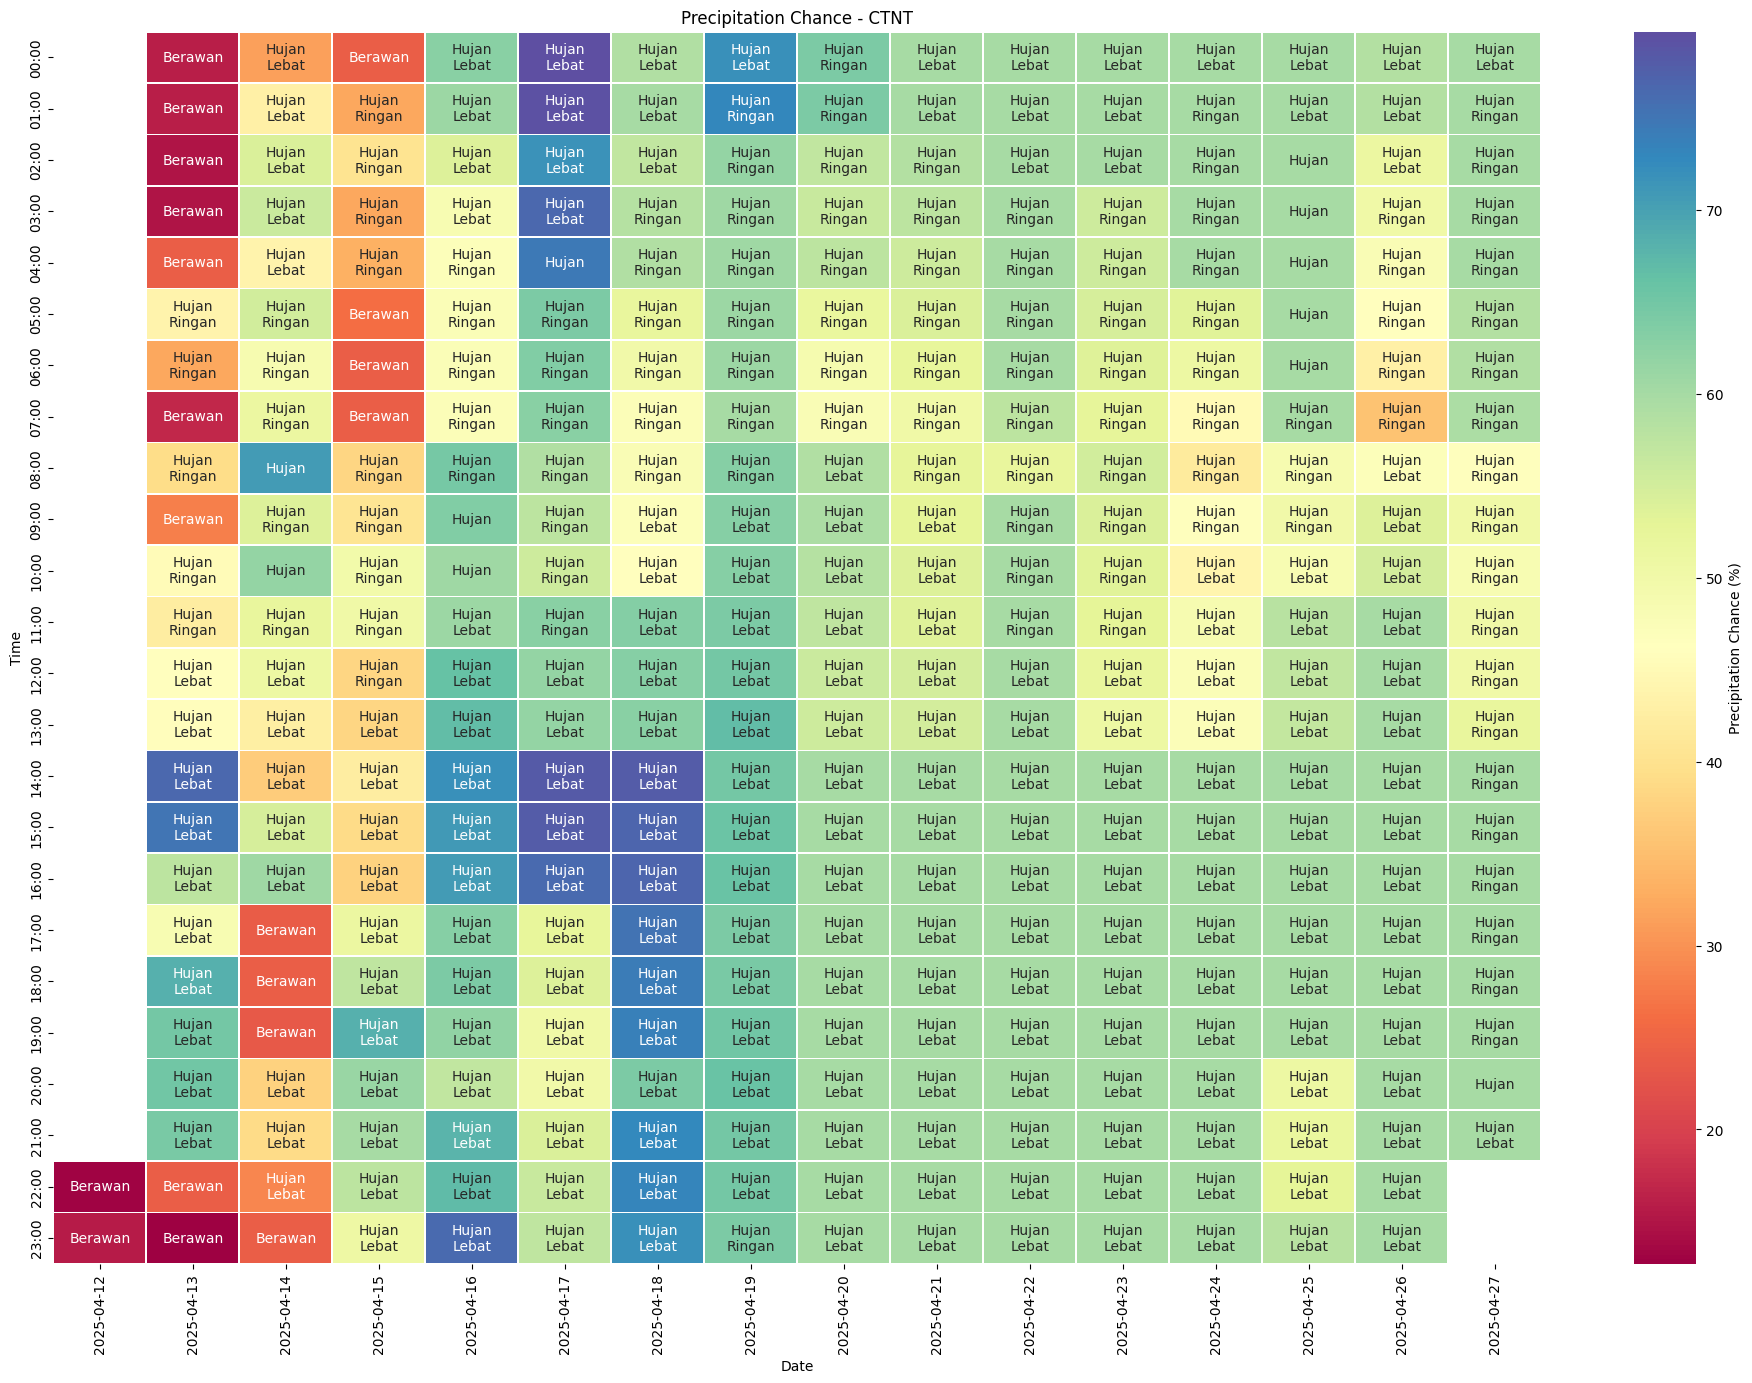 Precipitation Chance - CTNT
00:00 Berawan Hujan Lebat Berawan Hujan Lebat Hujan Lebat Hujan Lebat Hujan Lebat Hujan Ringan Hujan Lebat Hujan Lebat Hujan Lebat Hujan Lebat Hujan Lebat Hujan Lebat Hujan Lebat
01:00 Berawan Hujan Lebat Hujan Ringan Hujan Lebat Hujan Lebat Hujan Lebat Hujan Ringan Hujan Ringan Hujan Lebat Hujan Lebat Hujan Lebat Hujan Ringan Hujan Lebat Hujan Lebat Hujan Ringan
02:00 Berawan Hujan Lebat Hujan Ringan Hujan Lebat Hujan Lebat Hujan Lebat Hujan Ringan Hujan Ringan Hujan Ringan Hujan Lebat Hujan Lebat Hujan Ringan Hujan Hujan Lebat Hujan Ringan
03:00 Berawan Hujan Lebat Hujan Ringan Hujan Lebat Hujan Lebat Hujan Ringan Hujan Ringan Hujan Ringan Hujan Ringan Hujan Ringan Hujan Ringan Hujan Ringan Hujan Hujan Ringan Hujan Ringan
04:00 Berawan Hujan Lebat Hujan Ringan Hujan Ringan Hujan Hujan Ringan Hujan Ringan Hujan Ringan Hujan Ringan Hujan Ringan Hujan Ringan Hujan Ringan Hujan Hujan Ringan Hujan Ringan
05:00 Hujan Ringan Hujan Ringan Berawan Hujan Ringan Hujan Ringan Hujan Ringan Hujan Ringan Hujan Ringan Hujan Ringan Hujan Ringan Hujan Ringan Hujan Ringan Hujan Hujan Ringan Hujan Ringan
06:00 Hujan Ringan Hujan Ringan Berawan Hujan Ringan Hujan Ringan Hujan Ringan Hujan Ringan Hujan Ringan Hujan Ringan Hujan Ringan Hujan Ringan Hujan Ringan Hujan Hujan Ringan Hujan Ringan
07:00 Berawan Hujan Ringan Berawan Hujan Ringan Hujan Ringan Hujan Ringan Hujan Ringan Hujan Ringan Hujan Ringan Hujan Ringan Hujan Ringan Hujan Ringan Hujan Ringan Hujan Ringan Hujan Ringan
08:00 Hujan Ringan Hujan Hujan Ringan Hujan Ringan Hujan Ringan Hujan Ringan Hujan Ringan Hujan Lebat Hujan Ringan Hujan Ringan Hujan Ringan Hujan Ringan Hujan Ringan Hujan Lebat Hujan Ringan
09:00 Berawan Hujan Ringan Hujan Ringan Hujan Hujan Ringan Hujan Lebat Hujan Lebat Hujan Lebat Hujan Lebat Hujan Ringan Hujan Ringan Hujan Ringan Hujan Ringan Hujan Lebat Hujan Ringan
10:00 Hujan Ringan Hujan Hujan Ringan Hujan Hujan Ringan Hujan Lebat Hujan Lebat Hujan Lebat Hujan Lebat Hujan Ringan Hujan Ringan Hujan Lebat Hujan Lebat Hujan Lebat Hujan Ringan
11:00 Hujan Ringan Hujan Ringan Hujan Ringan Hujan Lebat Hujan Ringan Hujan Lebat Hujan Lebat Hujan Lebat Hujan Lebat Hujan Ringan Hujan Ringan Hujan Lebat Hujan Lebat Hujan Lebat Hujan Ringan
12:00 Hujan Lebat Hujan Lebat Hujan Ringan Hujan Lebat Hujan Lebat Hujan Lebat Hujan Lebat Hujan Lebat Hujan Lebat Hujan Lebat Hujan Lebat Hujan Lebat Hujan Lebat Hujan Lebat Hujan Ringan
13:00 Hujan Lebat Hujan Lebat Hujan Lebat Hujan Lebat Hujan Lebat Hujan Lebat Hujan Lebat Hujan Lebat Hujan Lebat Hujan Lebat Hujan Lebat Hujan Lebat Hujan Lebat Hujan Lebat Hujan Ringan
14:00 Hujan Lebat Hujan Lebat Hujan Lebat Hujan Lebat Hujan Lebat Hujan Lebat Hujan Lebat Hujan Lebat Hujan Lebat Hujan Lebat Hujan Lebat Hujan Lebat Hujan Lebat Hujan Lebat Hujan Ringan
15:00 Hujan Lebat Hujan Lebat Hujan Lebat Hujan Lebat Hujan Lebat Hujan Lebat Hujan Lebat Hujan Lebat Hujan Lebat Hujan Lebat Hujan Lebat Hujan Lebat Hujan Lebat Hujan Lebat Hujan Ringan
16:00 Hujan Lebat Hujan Lebat Hujan Lebat Hujan Lebat Hujan Lebat Hujan Lebat Hujan Lebat Hujan Lebat Hujan Lebat Hujan Lebat Hujan Lebat Hujan Lebat Hujan Lebat Hujan Lebat Hujan Ringan
17:00 Hujan Lebat Berawan Hujan Lebat Hujan Lebat Hujan Lebat Hujan Lebat Hujan Lebat Hujan Lebat Hujan Lebat Hujan Lebat Hujan Lebat Hujan Lebat Hujan Lebat Hujan Lebat Hujan Ringan
18:00 Hujan Lebat Berawan Hujan Lebat Hujan Lebat Hujan Lebat Hujan Lebat Hujan Lebat Hujan Lebat Hujan Lebat Hujan Lebat Hujan Lebat Hujan Lebat Hujan Lebat Hujan Lebat Hujan Ringan
19:00 Hujan Lebat Berawan Hujan Lebat Hujan Lebat Hujan Lebat Hujan Lebat Hujan Lebat Hujan Lebat Hujan Lebat Hujan Lebat Hujan Lebat Hujan Lebat Hujan Lebat Hujan Lebat Hujan Ringan
20:00 Hujan Lebat Hujan Lebat Hujan Lebat Hujan Lebat Hujan Lebat Hujan Lebat Hujan Lebat Hujan Lebat Hujan Lebat Hujan Lebat Hujan Lebat Hujan Lebat Hujan Lebat Hujan Lebat Hujan
21:00 Hujan Lebat Hujan Lebat Hujan Lebat Hujan Lebat Hujan Lebat Hujan Lebat Hujan Lebat Hujan Lebat Hujan Lebat Hujan Lebat Hujan Lebat Hujan Lebat Hujan Lebat Hujan Lebat Hujan Lebat
22:00 Berawan Berawan Hujan Lebat Hujan Lebat Hujan Lebat Hujan Lebat Hujan Lebat Hujan Lebat Hujan Lebat Hujan Lebat Hujan Lebat Hujan Lebat Hujan Lebat Hujan Lebat Hujan Lebat
23:00 Berawan Berawan Berawan Hujan Lebat Hujan Lebat Hujan Lebat Hujan Lebat Hujan Ringan Hujan Lebat Hujan Lebat Hujan Lebat Hujan Lebat Hujan Lebat Hujan Lebat Hujan Lebat
Time
2025-04-12 2025-04-13 2025-04-14 2025-04-15 2025-04-16 2025-04-17 2025-04-18 2025-04-19 2025-04-20 2025-04-21 2025-04-22 2025-04-23 2025-04-24 2025-04-25 2025-04-26 2025-04-27
Date
70
60
50
40
30
20
Precipitation Chance (%)